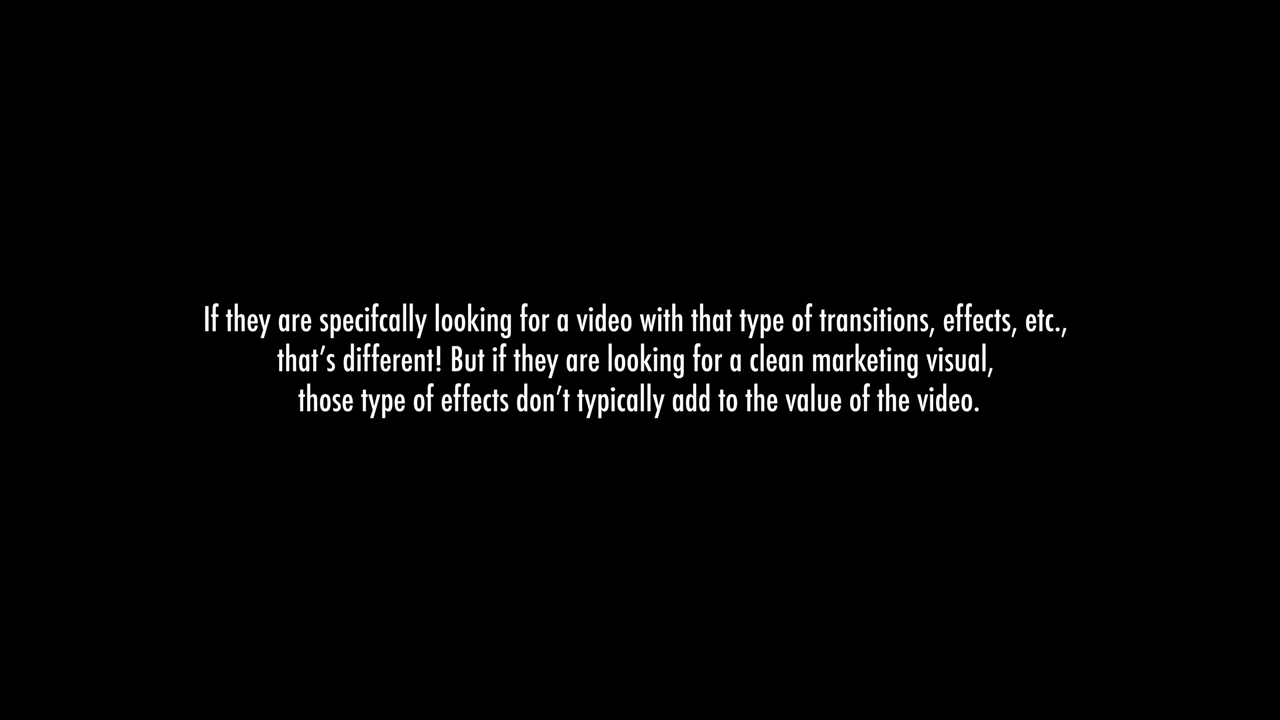 If they are specifcally looking for a video with that type of transitions, effects, etc.,
that’s different! But if they are looking for a clean marketing visual,
those type of effects don’t typically add to the value of the video.